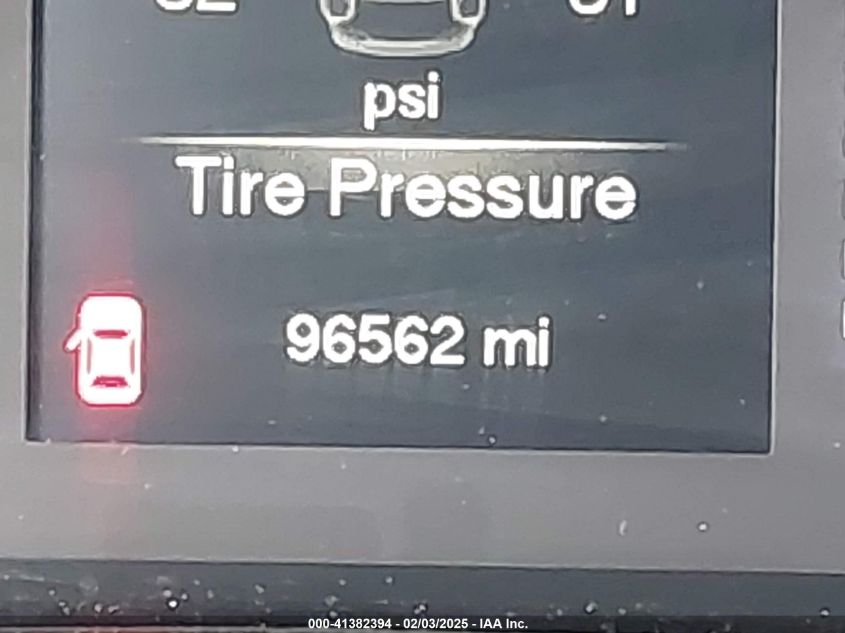 psi
Tire Pressure
96562 mi
000-41382394 - 02/03/2025 - IAA Inc.